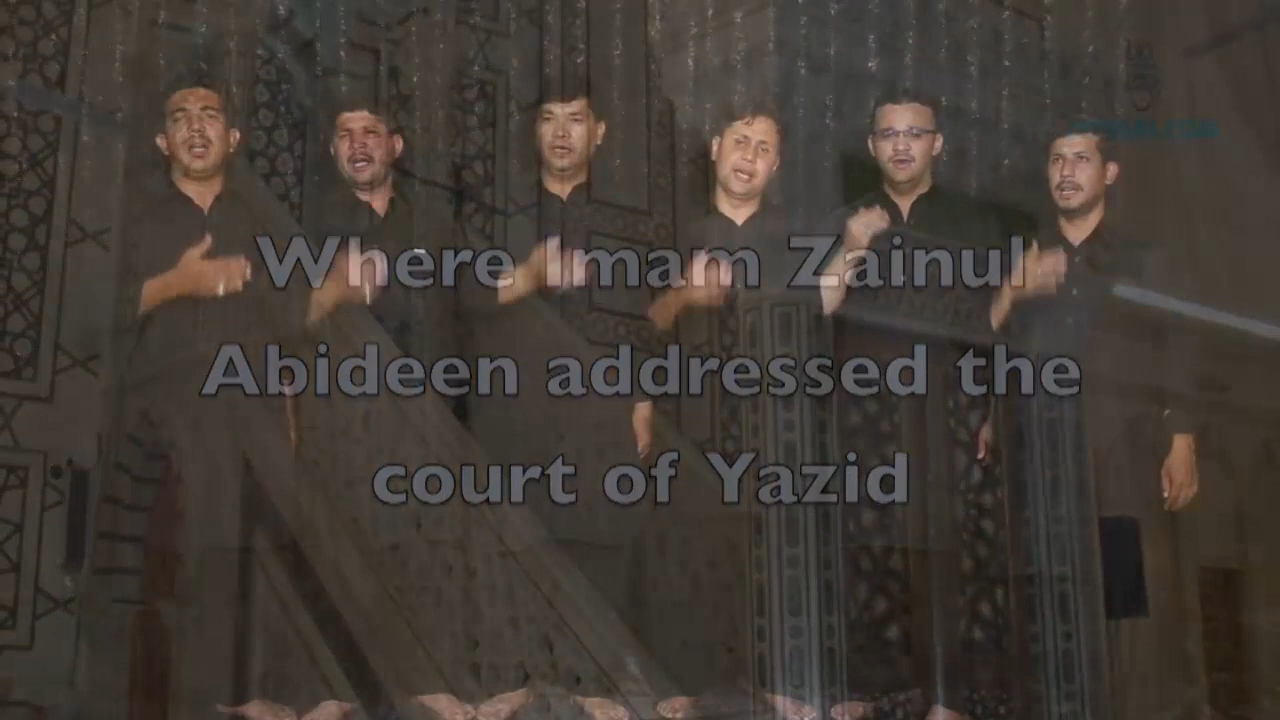 Where Imam Zainul
Abideen addressed the
court of Yazid